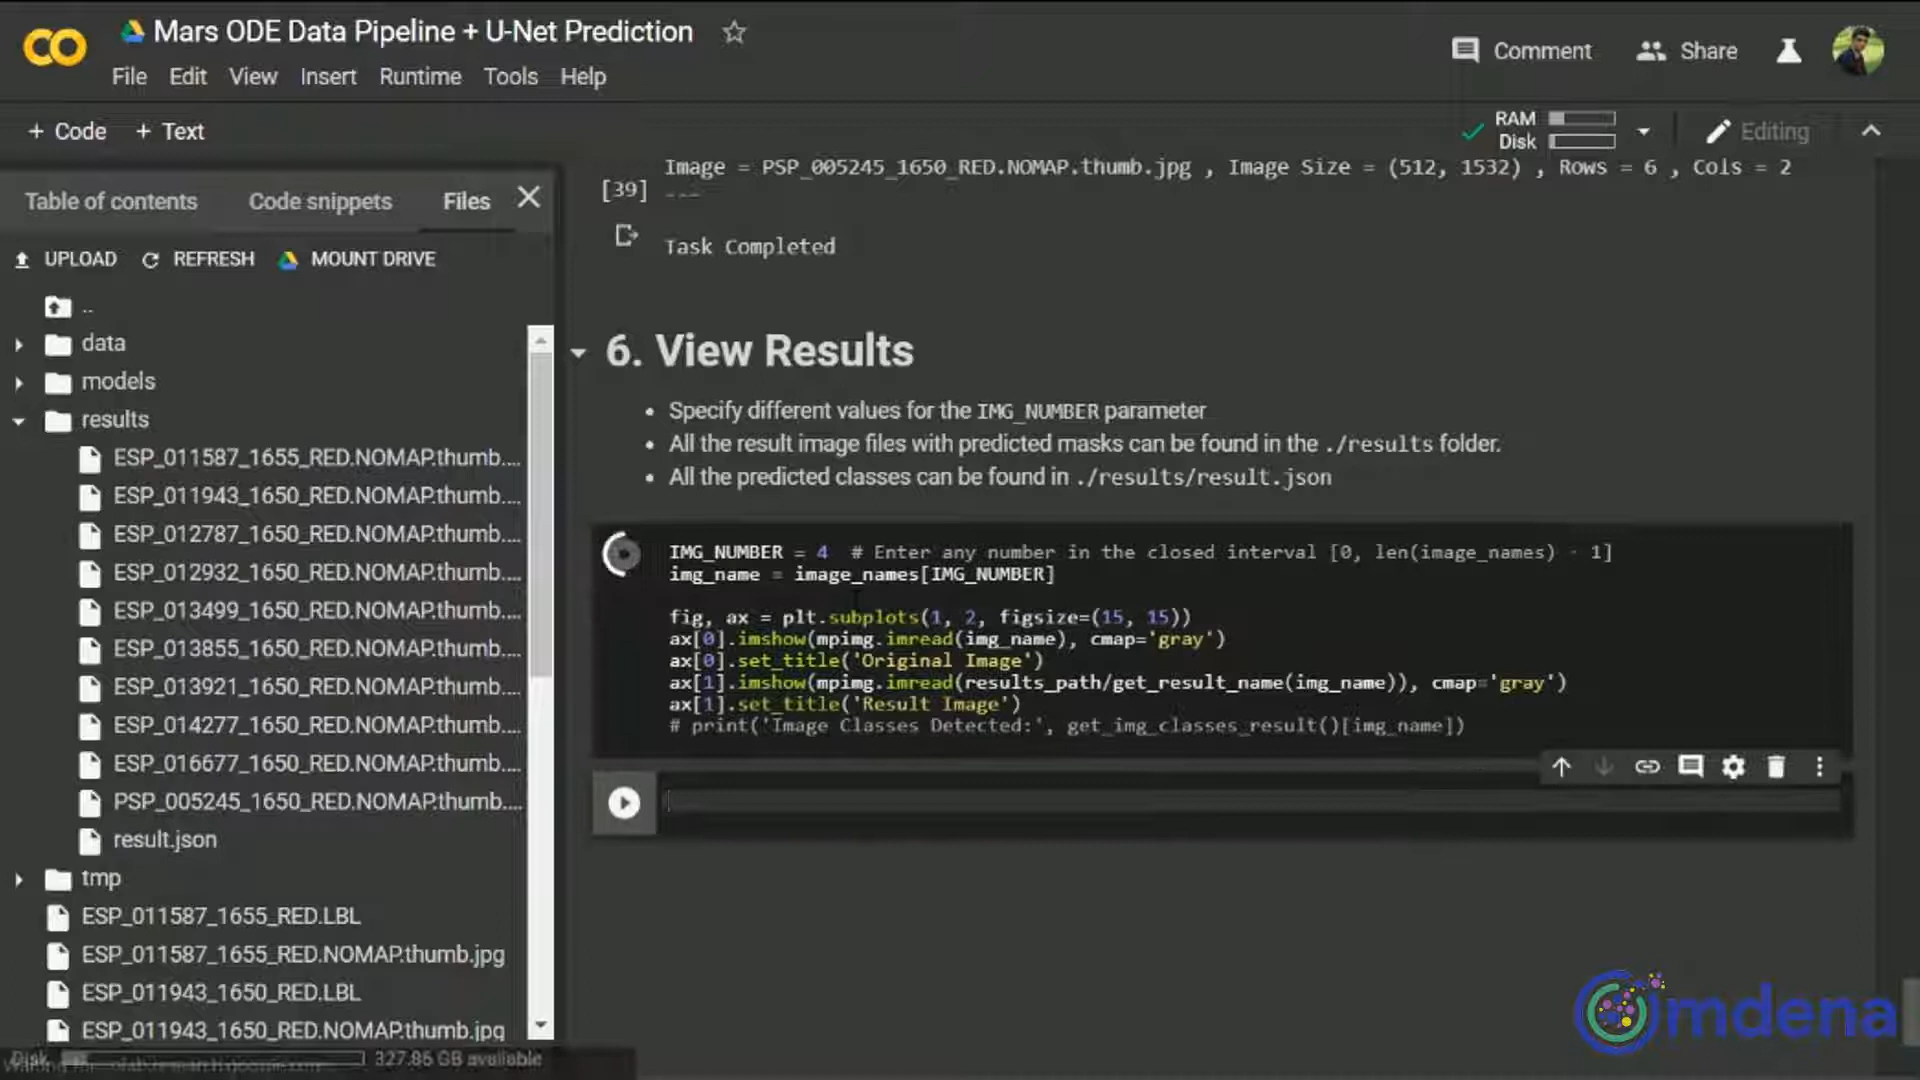 CO
Mars ODE Data Pipeline + U-Net Prediction
File Edit View Insert Runtime Tools Help
Comment
Share
+ Code + Text
RAM
Disk
Editing
Table of contents Code snippets Files
UPLOAD REFRESH MOUNT DRIVE
..
data
models
results
ESP_011587_1655_RED.NOMAP.thumb....
ESP_011943_1650_RED.NOMAP.thumb....
ESP_012787_1650_RED.NOMAP.thumb....
ESP_012932_1650_RED.NOMAP.thumb....
ESP_013499_1650_RED.NOMAP.thumb....
ESP_013855_1650_RED.NOMAP.thumb....
ESP_013921_1650_RED.NOMAP.thumb....
ESP_014277_1650_RED.NOMAP.thumb....
ESP_016677_1650_RED.NOMAP.thumb....
PSP_005245_1650_RED.NOMAP.thumb....
result.json
tmp
ESP_011587_1655_RED.LBL
ESP_011587_1655_RED.NOMAP.thumb.jpg
ESP_011943_1650_RED.LBL
ESP_011943_1650_RED.NOMAP.thumb.jpg
Disk 327.86 GB available
Image = PSP_005245_1650_RED.NOMAP.thumb.jpg , Image Size = (512, 1532) , Rows = 6 , Cols = 2
[39] ---
Task Completed
6. View Results
• Specify different values for the IMG_NUMBER parameter
• All the result image files with predicted masks can be found in the ./results folder.
• All the predicted classes can be found in ./results/result.json
IMG_NUMBER = 4 # Enter any number in the closed interval [0, len(image_names) - 1]
img_name = image_names[IMG_NUMBER]
fig, ax = plt.subplots(1, 2, figsize=(15, 15))
ax[0].imshow(mpimg.imread(img_name), cmap='gray')
ax[0].set_title('Original Image')
ax[1].imshow(mpimg.imread(results_path/get_result_name(img_name)), cmap='gray')
ax[1].set_title('Result Image')
# print('Image Classes Detected:', get_img_classes_result()[img_name])
Omdena